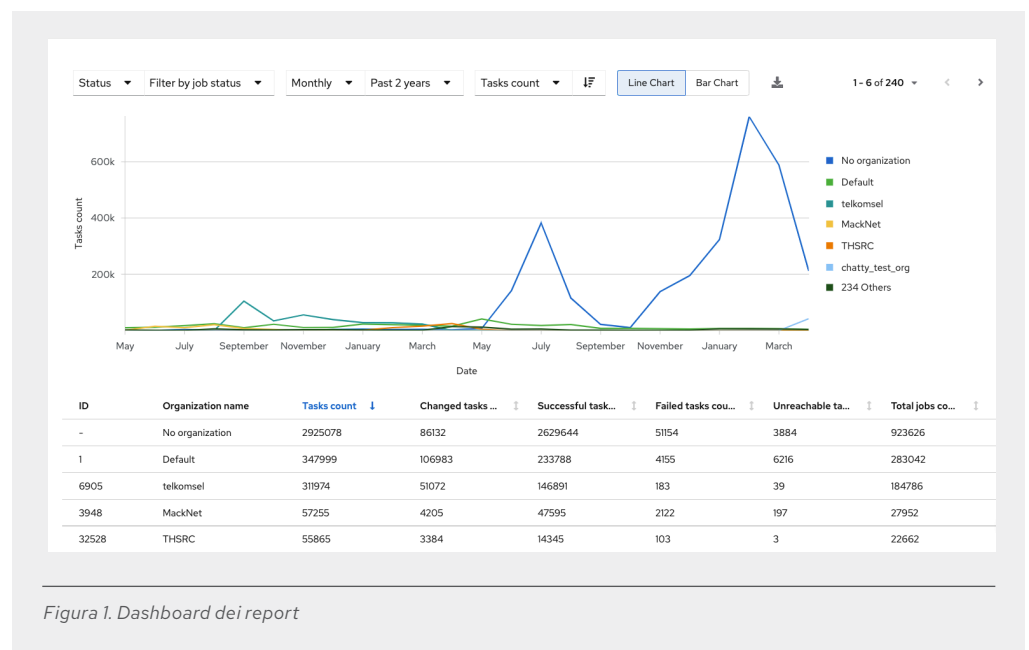 Status Filter by job status Monthly Past 2 years Tasks count Line Chart Bar Chart 1 - 6 of 240
600k
400k
200k
Tasks count
No organization
Default
telkomsel
MackNet
THSRC
chatty_test_org
234 Others
May July September November January March May July September November January March
Date
ID Organization name Tasks count Changed tasks ... Successful task... Failed tasks cou... Unreachable ta... Total jobs co...
- No organization 2925078 86132 2629644 51154 3884 923626
1 Default 347999 106983 233788 4155 6216 283042
6905 telkomsel 311974 51072 146891 183 39 184786
3948 MackNet 57255 4205 47595 2122 197 27952
32528 THSRC 55865 3384 14345 103 3 22662
Figura 1. Dashboard dei report